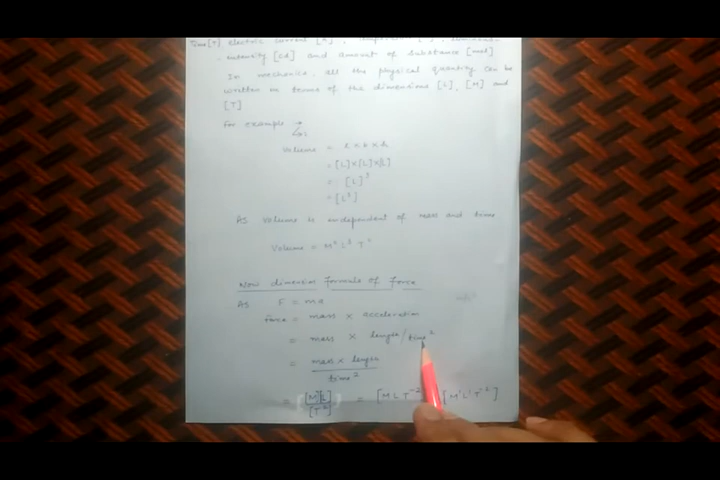 Time [T] electric current [A],
intensity [cd] and amount of substance [mol]
In mechanics, all the physical quantity can be
written in terms of the dimensions [L], [M] and
[T]
For example →
Volume = l × b × h
= [L]×[L]×[L]
= [L]³
= [L³]
As volume is independent of mass and time
Volume = M⁰ L³ T⁰
Now dimension Formula of Force
As F = ma
Force = mass × acceleration
= mass × length/time²
= mass × length
time²
= [M][L]
[T²]
= [M L T⁻²
[M¹ L¹ T⁻²]